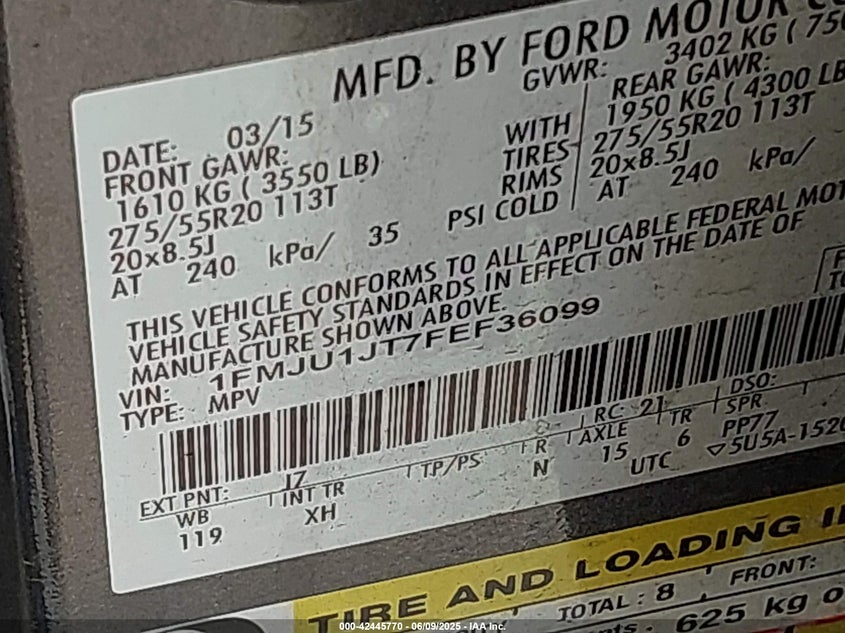 MFD. BY FORD MOTOR
GVWR: 3402 KG ( 750
DATE: 03/15
FRONT GAWR:
1610 KG ( 3550 LB)
275/55R20 113T
20x8.5J
AT 240 kPa/ 35 PSI COLD
WITH
TIRES
RIMS
REAR GAWR:
1950 KG ( 4300 LB
275/55R20 113T
20x8.5J
AT 240 kPa/
THIS VEHICLE CONFORMS TO ALL APPLICABLE FEDERAL MOT
VEHICLE SAFETY STANDARDS IN EFFECT ON THE DATE OF
MANUFACTURE SHOWN ABOVE.
VIN: 1FMJU1JT7FEF36099
TYPE: MPV
EXT PNT: J7 RC: 21 DSO:
WB INT TR TP/PS R AXLE TR SPR
119 XH N 15 6 PP77
UTC 5U5A-1520
TIRE AND LOADING I
TOTAL : 8 FRONT:
625 kg o
000-42445770 - 06/09/2025 - IAA Inc.